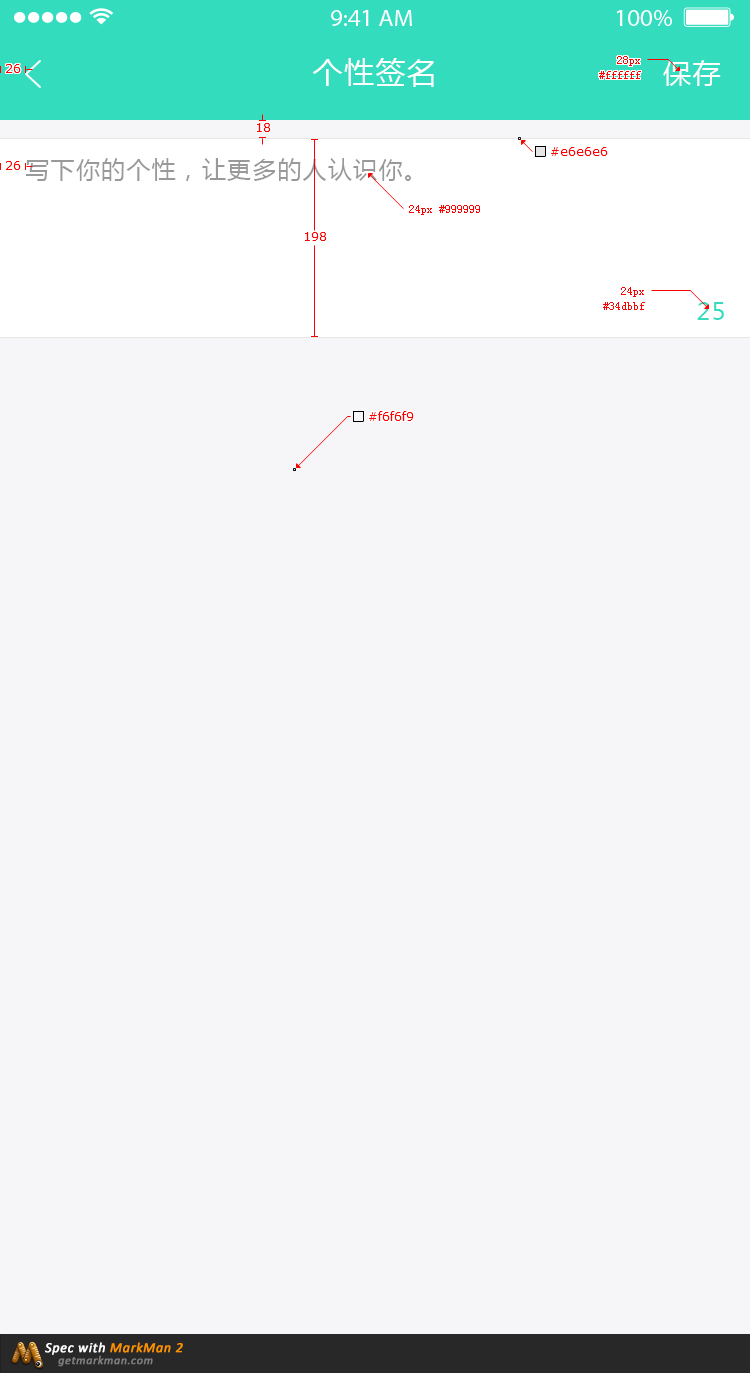 9:41 AM 100%
26 个性签名 28px #ffffff 保存
18
#e6e6e6
26 写下你的个性，让更多的人认识你。
24px #999999
198
24px
#34dbbf
25
#f6f6f9
Spec with MarkMan 2
getmarkman.com